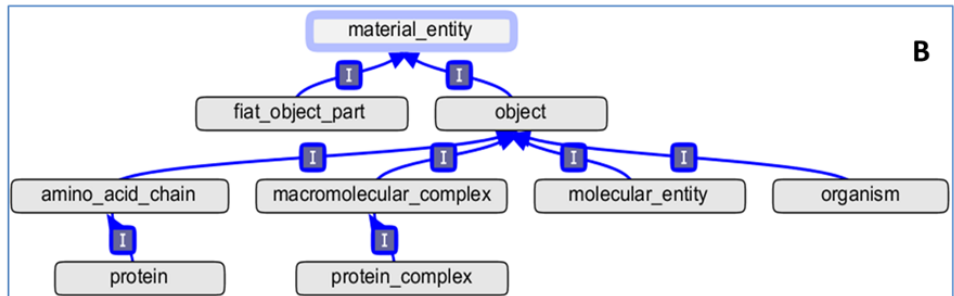 material_entity
B
I
I
fiat_object_part
object
I
I
I
I
amino_acid_chain
macromolecular_complex
molecular_entity
organism
I
I
protein
protein_complex